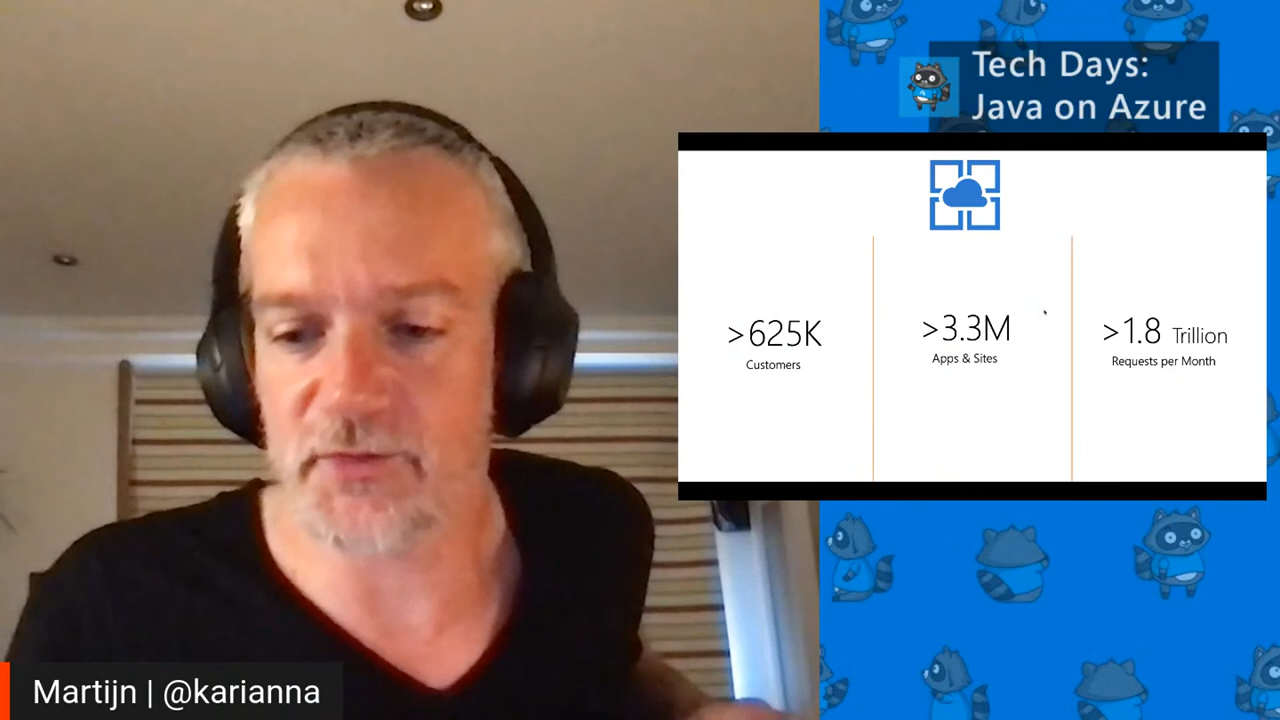 Tech Days:
Java on Azure
>625K
Customers
>3.3M
Apps & Sites
>1.8 Trillion
Requests per Month
Martijn | @karianna